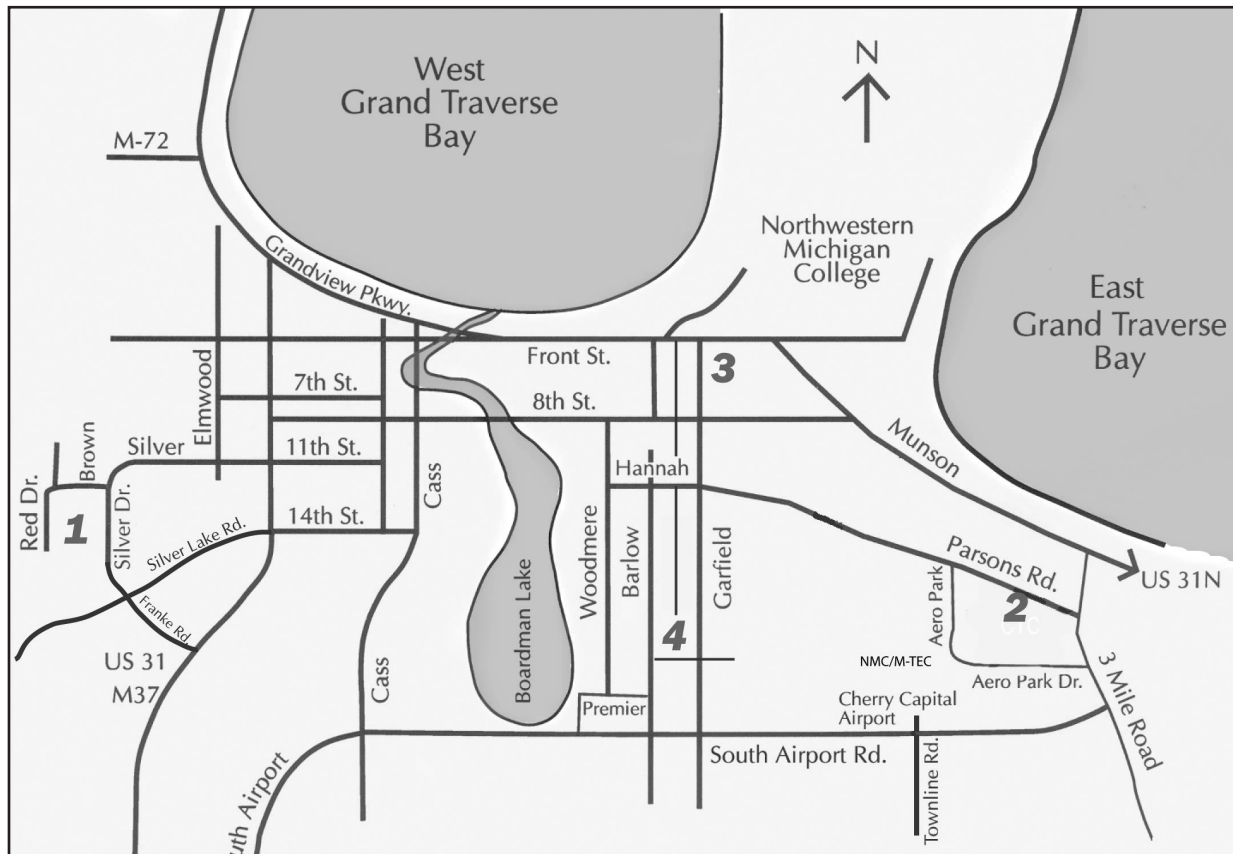 West
Grand Traverse
Bay
N
M-72
Northwestern
Michigan
College
Grandview Pkwy.
East
Grand Traverse
Bay
Front St.
3
7th St.
8th St.
Elmwood
Munson
Brown
Silver
11th St.
Hannah
Cass
Red Dr.
1
Silver Dr.
14th St.
Silver Lake Rd.
Woodmere
Barlow
Garfield
Parsons Rd.
US 31N
Boardman Lake
Aero Park
2
CTC
Franke Rd.
4
US 31
M37
Cass
NMC/M-TEC
Aero Park Dr.
3 Mile Road
Premier
Cherry Capital
Airport
South Airport Rd.
Townline Rd.
uth Airport